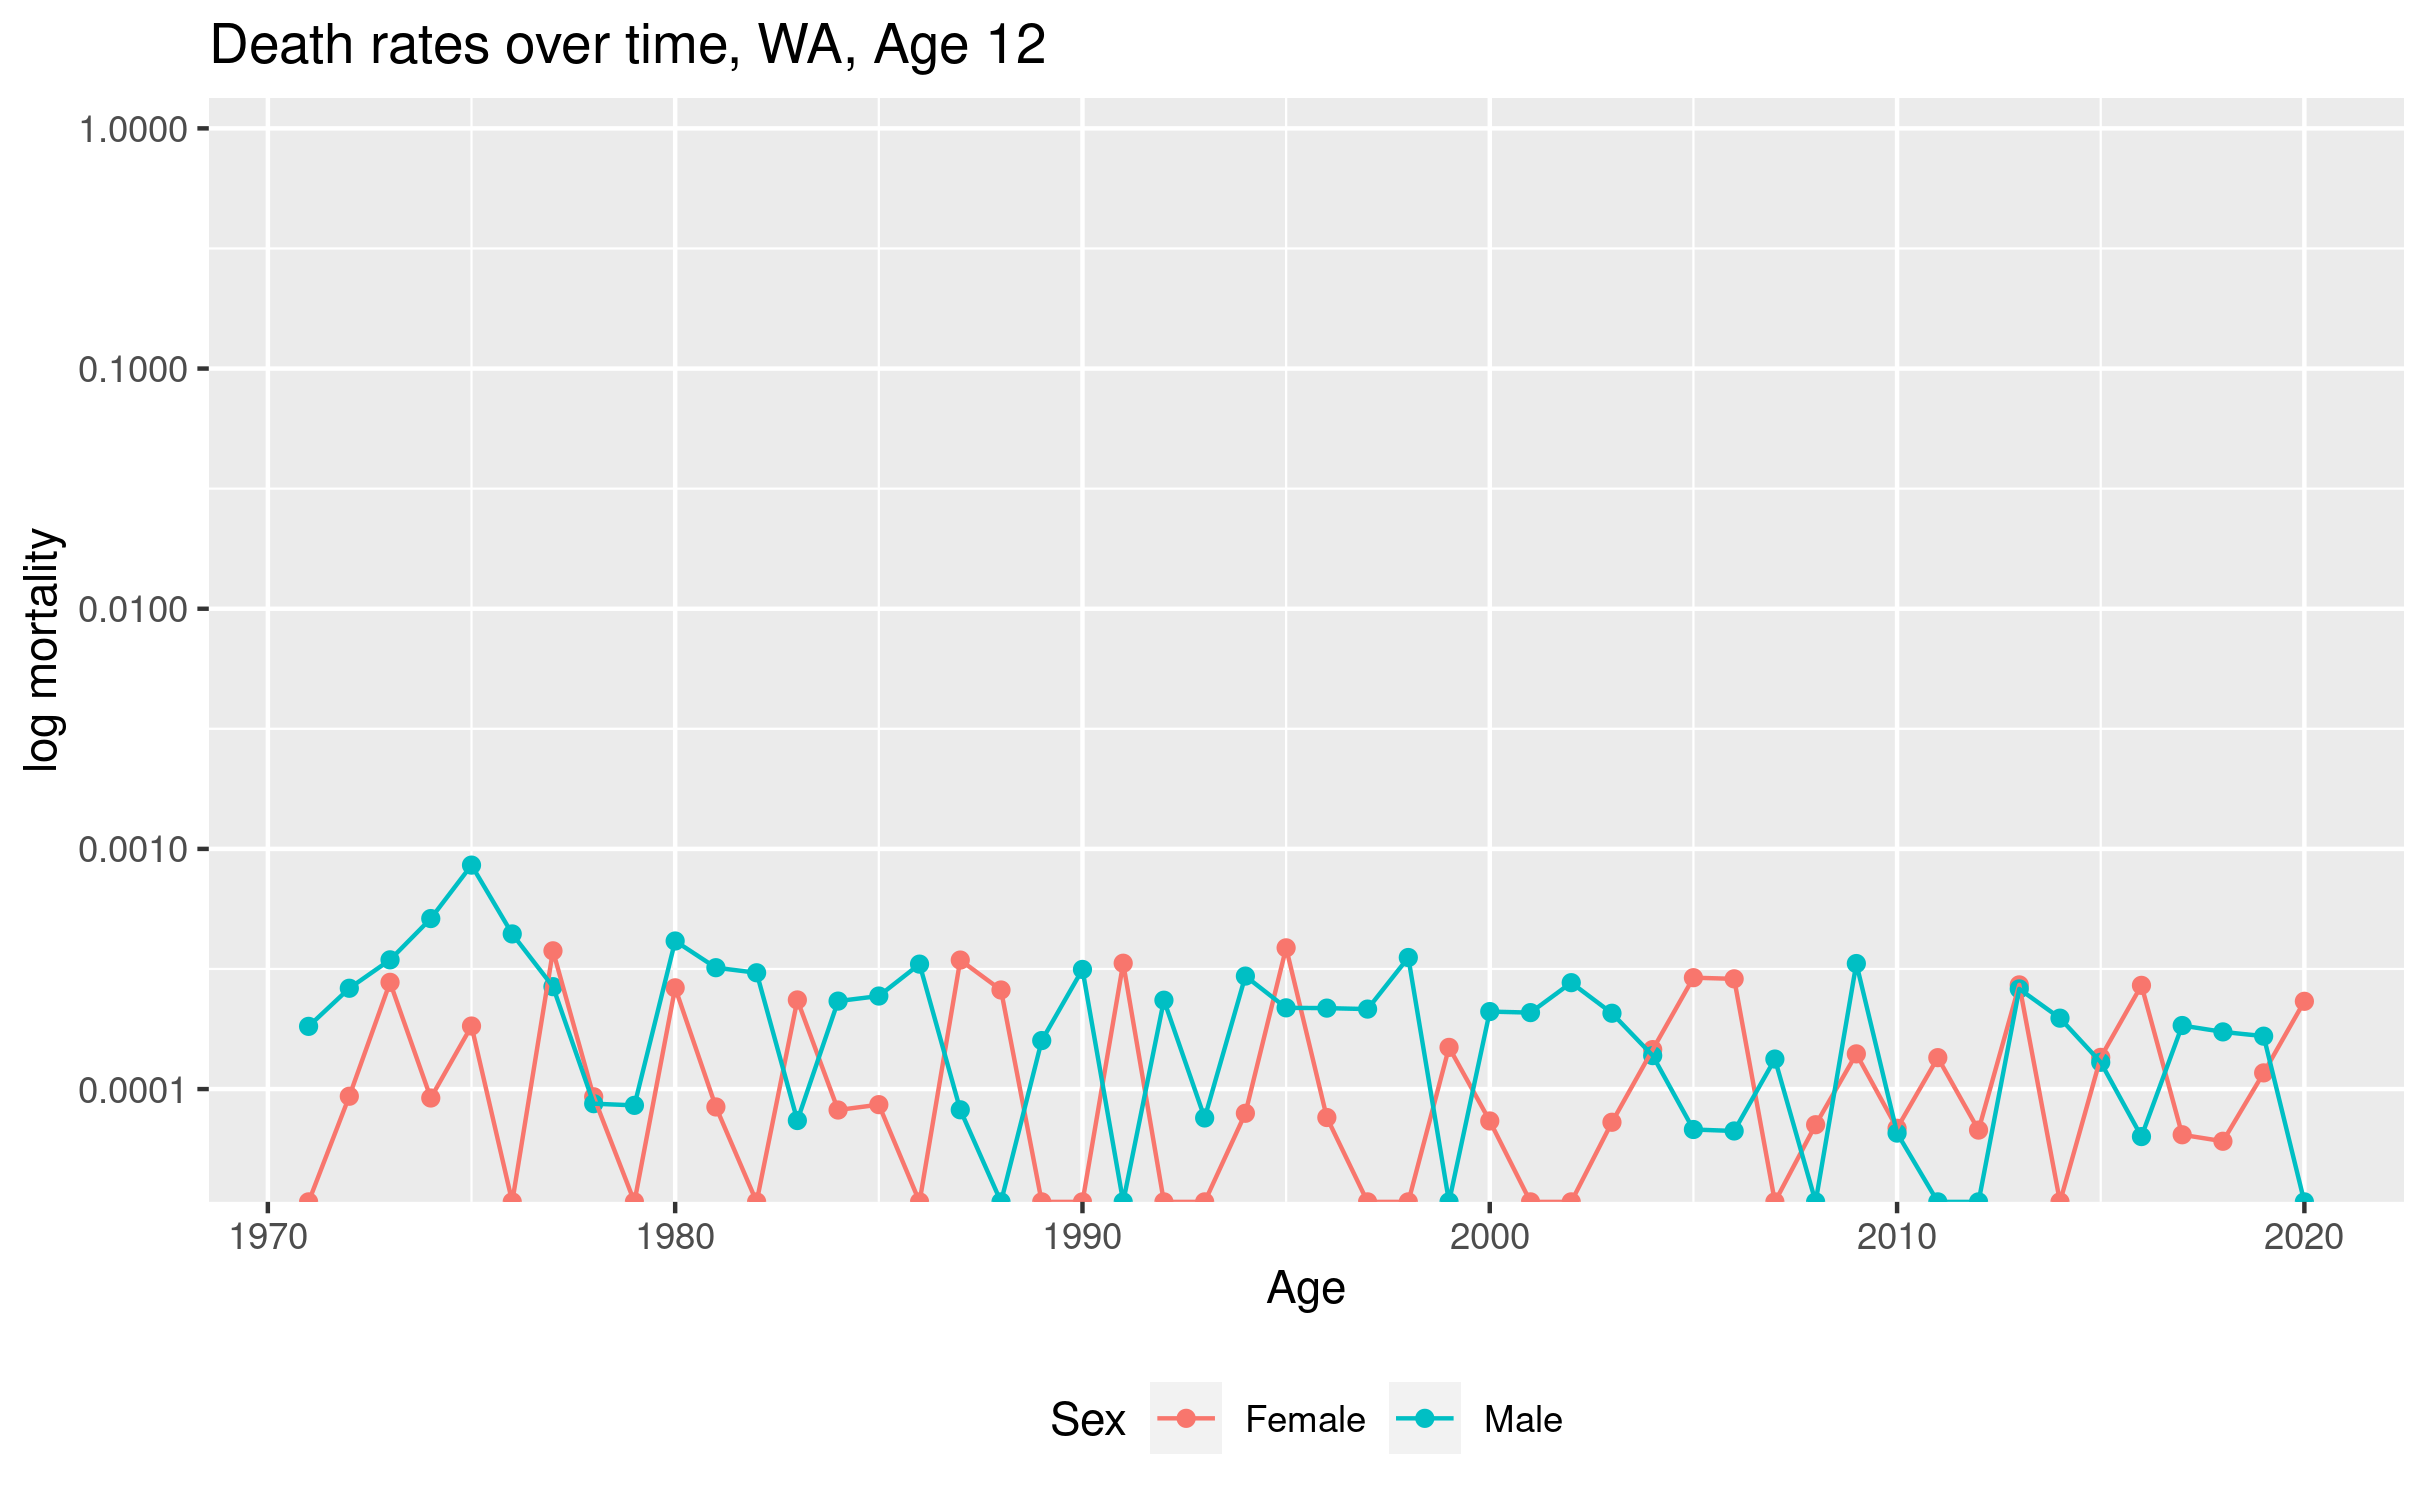 Death rates over time, WA, Age 12
1.0000
0.1000
0.0100
0.0010
0.0001
log mortality
1970 1980 1990 2000 2010 2020
Age
Sex Female Male